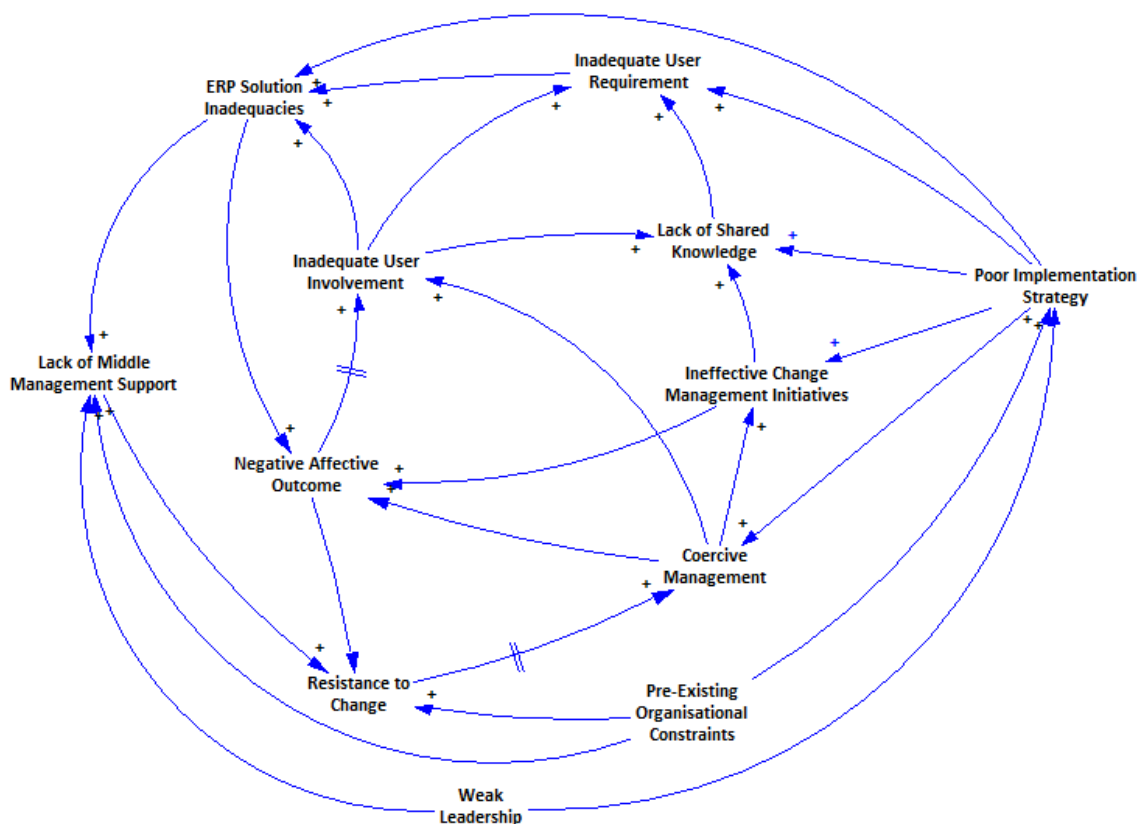 Inadequate User
Requirement
ERP Solution
Inadequacies
+
+
+
+
+
+
Lack of Shared
Knowledge
+
+
+
Inadequate User
Involvement
+
+
Poor Implementation
Strategy
+
+
+
Lack of Middle
Management Support
+
+
+
Ineffective Change
Management Initiatives
+
+
Negative Affective
Outcome
+
+
+
Coercive
Management
+
+
Resistance to
Change
+
+
Pre-Existing
Organisational
Constraints
Weak
Leadership